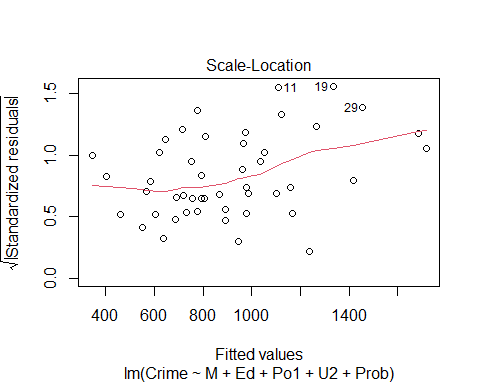 Scale-Location
√|Standardized residuals|
0.0 0.5 1.0 1.5
11
19
29
400 600 800 1000 1400
Fitted values
lm(Crime ~ M + Ed + Po1 + U2 + Prob)